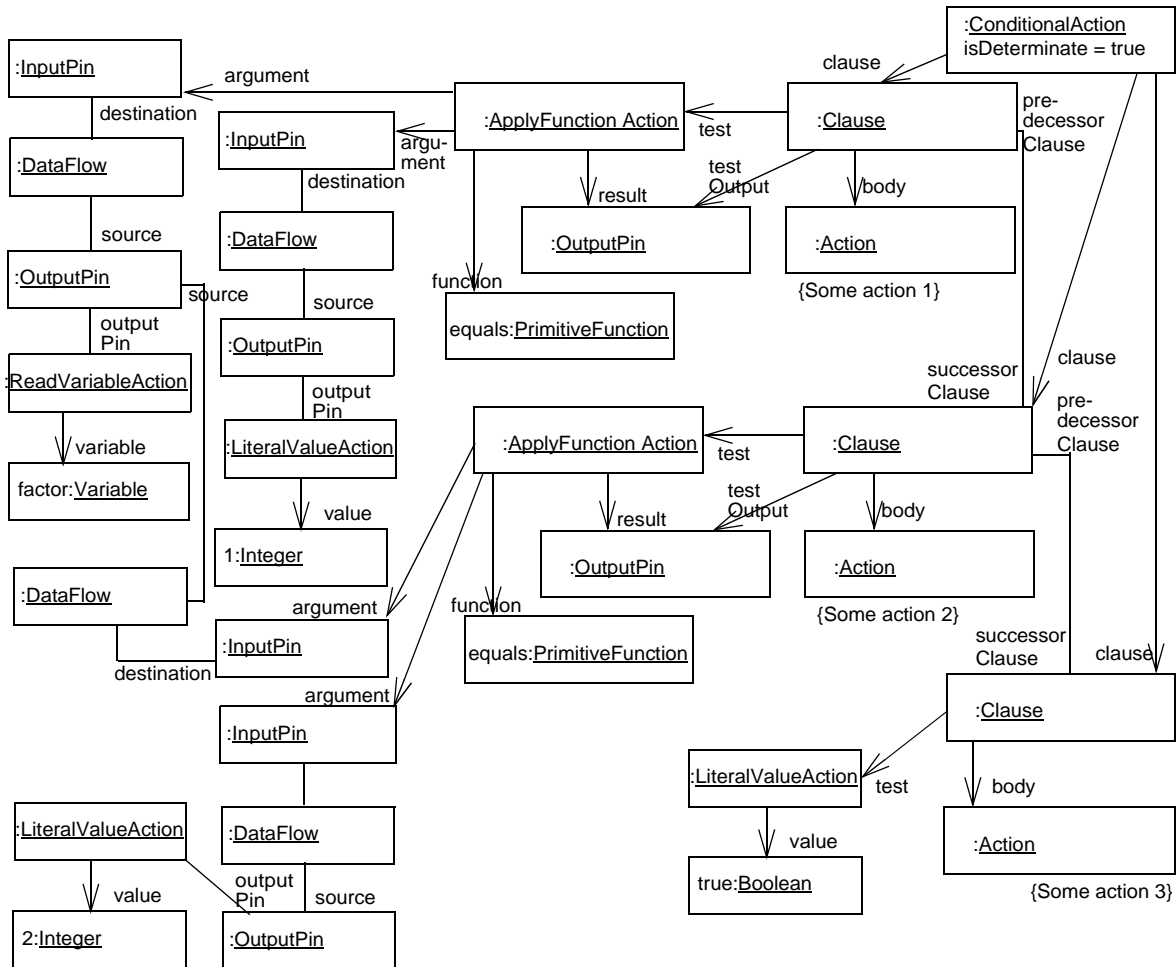 :ConditionalAction
isDeterminate = true
:InputPin
argument
clause
destination
:InputPin
:ApplyFunction Action
test
:Clause
pre-
decessor
Clause
argu-
ment
:DataFlow
destination
test
Output
body
result
source
:DataFlow
:OutputPin
:Action
:OutputPin
source
function
{Some action 1}
source
output
Pin
:OutputPin
equals:PrimitiveFunction
:ReadVariableAction
output
Pin
successor
Clause
clause
pre-
decessor
Clause
variable
:LiteralValueAction
:ApplyFunction Action
test
:Clause
factor:Variable
value
test
Output
result
body
1:Integer
:OutputPin
:Action
:DataFlow
argument
function
{Some action 2}
:InputPin
equals:PrimitiveFunction
successor
Clause
clause
destination
argument
:InputPin
:Clause
:LiteralValueAction
test
body
:LiteralValueAction
:DataFlow
value
:Action
output
Pin
source
value
true:Boolean
{Some action 3}
2:Integer
:OutputPin